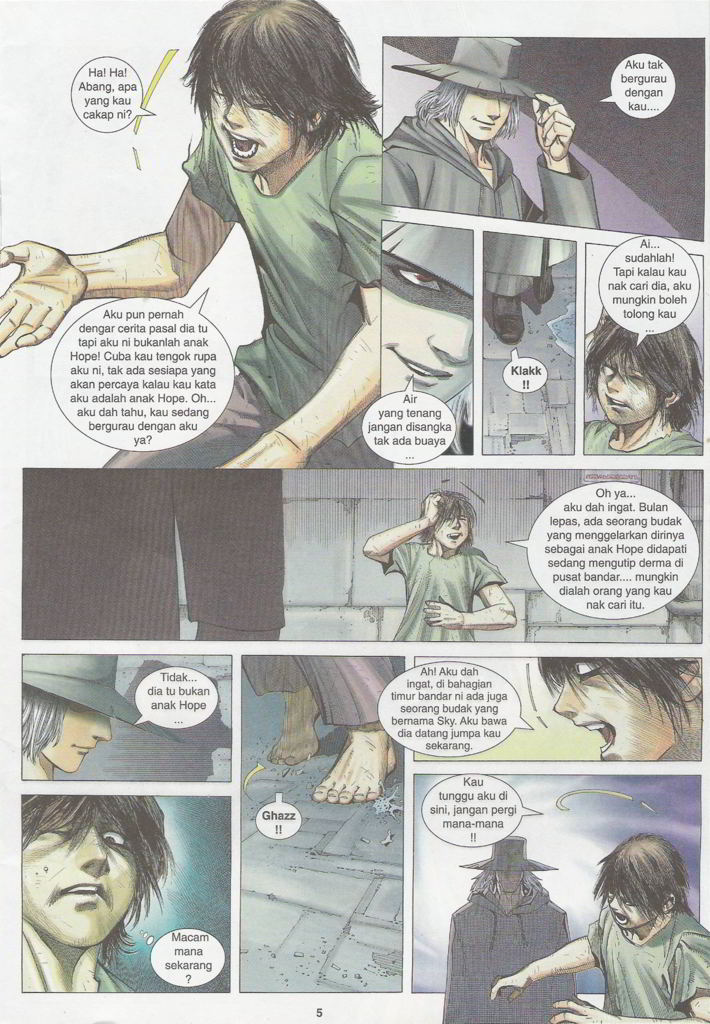 Ha! Ha!
Abang, apa
yang kau
cakap ni?
Aku tak
bergurau
dengan
kau....
Aku pun pernah
dengar cerita pasal dia tu
tapi aku ni bukanlah anak
Hope! Cuba kau tengok rupa
aku ni, tak ada sesiapa yang
akan percaya kalau kau kata
aku adalah anak Hope. Oh...
aku dah tahu, kau sedang
bergurau dengan aku
ya?
Air
yang tenang
jangan disangka
tak ada buaya
...
Klakk
!!
Ai...
sudahlah!
Tapi kalau kau
nak cari dia, aku
mungkin boleh
tolong kau
...
Oh ya...
aku dah ingat. Bulan
lepas, ada seorang budak
yang menggelarkan dirinya
sebagai anak Hope didapati
sedang mengutip derma di
pusat bandar.... mungkin
dialah orang yang kau
nak cari itu.
Tidak...
dia tu bukan
anak Hope
...
Macam
mana
sekarang
?
Ghazz
!!
Ah! Aku dah
ingat, di bahagian
timur bandar ni ada juga
seorang budak yang
bernama Sky. Aku bawa
dia datang jumpa kau
sekarang.
Kau
tunggu aku di
sini, jangan pergi
mana-mana
!!
5